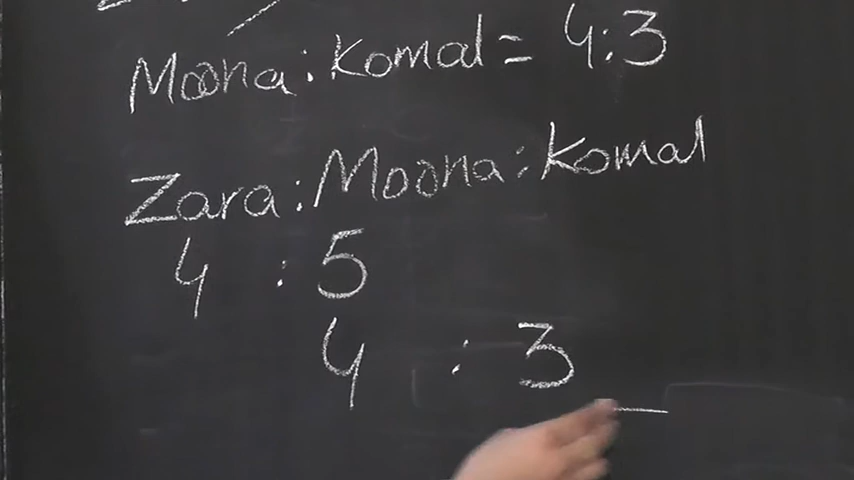 Moona : Komal = 4:3
Zara : Moona : Komal
4 : 5
4 : 3